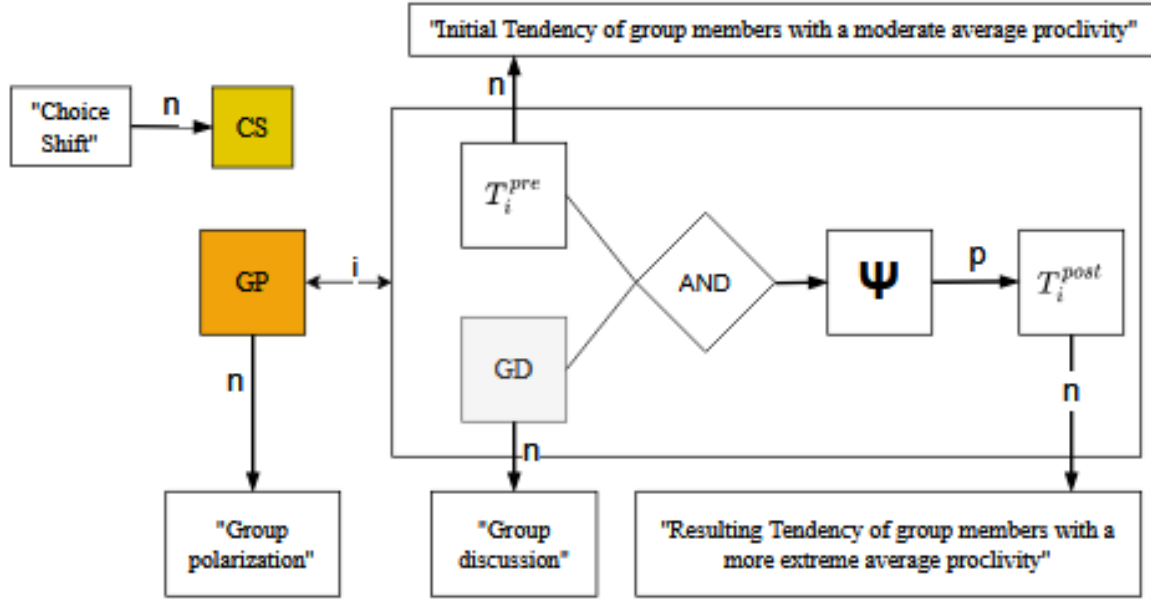 "Initial Tendency of group members with a moderate average proclivity"
n
"Choice
Shift"
n
CS
T_i^{pre}
GP
i
AND
Ψ
p
T_i^{post}
GD
n
n
n
"Group
polarization"
"Group
discussion"
"Resulting Tendency of group members with a
more extreme average proclivity"